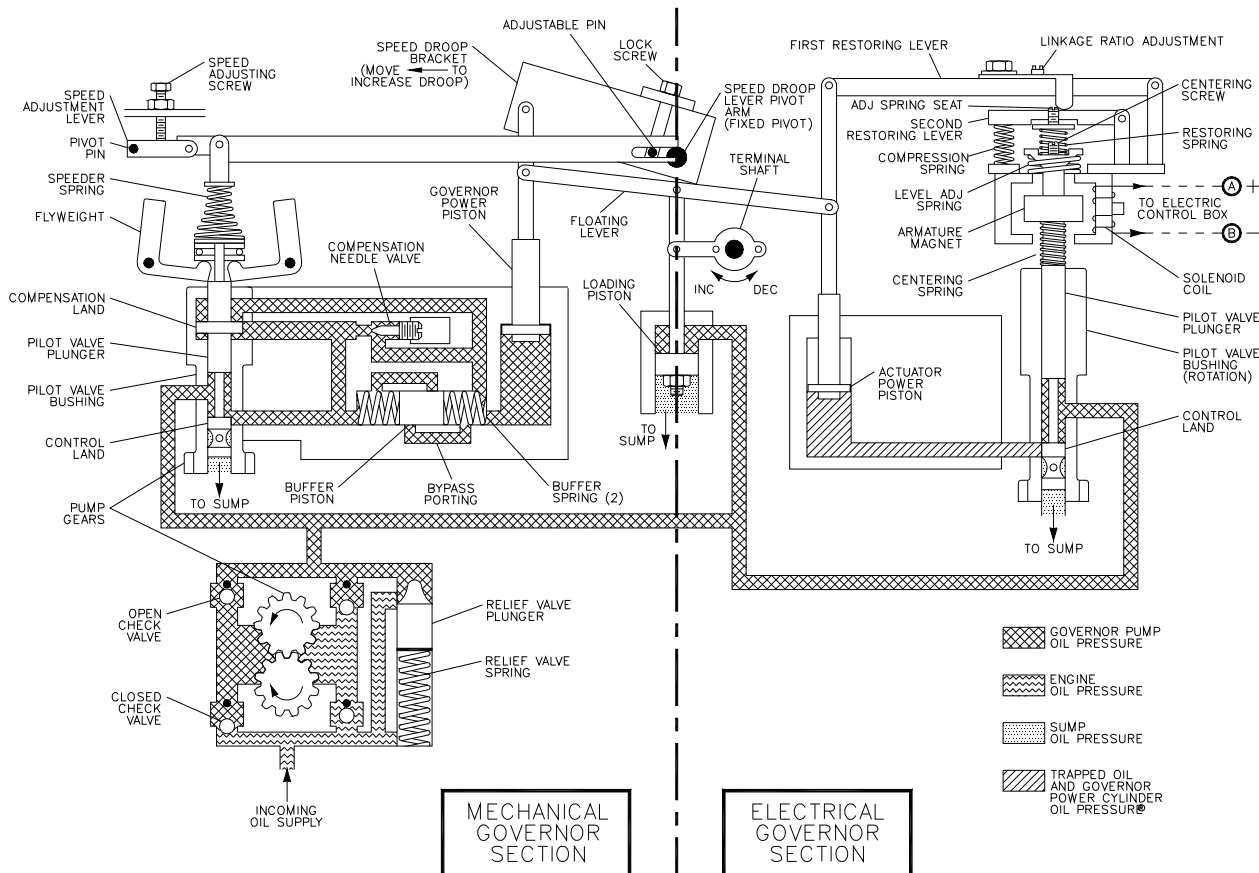 SPEED
ADJUSTING
SCREW
SPEED
ADJUSTMENT
LEVER
PIVOT
PIN
SPEEDER
SPRING
FLYWEIGHT
COMPENSATION
LAND
PILOT VALVE
PLUNGER
PILOT VALVE
BUSHING
CONTROL
LAND
PUMP
GEARS
TO SUMP
OPEN
CHECK
VALVE
CLOSED
CHECK
VALVE
INCOMING
OIL SUPPLY
SPEED DROOP
BRACKET
(MOVE ← TO
INCREASE DROOP)
ADJUSTABLE PIN
LOCK
SCREW
SPEED DROOP
LEVER PIVOT
ARM
(FIXED PIVOT)
GOVERNOR
POWER
PISTON
COMPENSATION
NEEDLE VALVE
FLOATING
LEVER
TERMINAL
SHAFT
INC
DEC
LOADING
PISTON
TO
SUMP
BUFFER
PISTON
BYPASS
PORTING
BUFFER
SPRING (2)
RELIEF VALVE
PLUNGER
RELIEF VALVE
SPRING
FIRST RESTORING LEVER
LINKAGE RATIO ADJUSTMENT
CENTERING
SCREW
ADJ SPRING SEAT
SECOND
RESTORING LEVER
RESTORING
SPRING
COMPRESSION
SPRING
LEVEL ADJ
SPRING
A +
TO ELECTRIC
CONTROL BOX
B −
ARMATURE
MAGNET
CENTERING
SPRING
SOLENOID
COIL
PILOT VALVE
PLUNGER
PILOT VALVE
BUSHING
(ROTATION)
ACTUATOR
POWER
PISTON
CONTROL
LAND
TO SUMP
GOVERNOR PUMP
OIL PRESSURE
ENGINE
OIL PRESSURE
SUMP
OIL PRESSURE
TRAPPED OIL
AND GOVERNOR
POWER CYLINDER
OIL PRESSURE®
MECHANICAL
GOVERNOR
SECTION
ELECTRICAL
GOVERNOR
SECTION